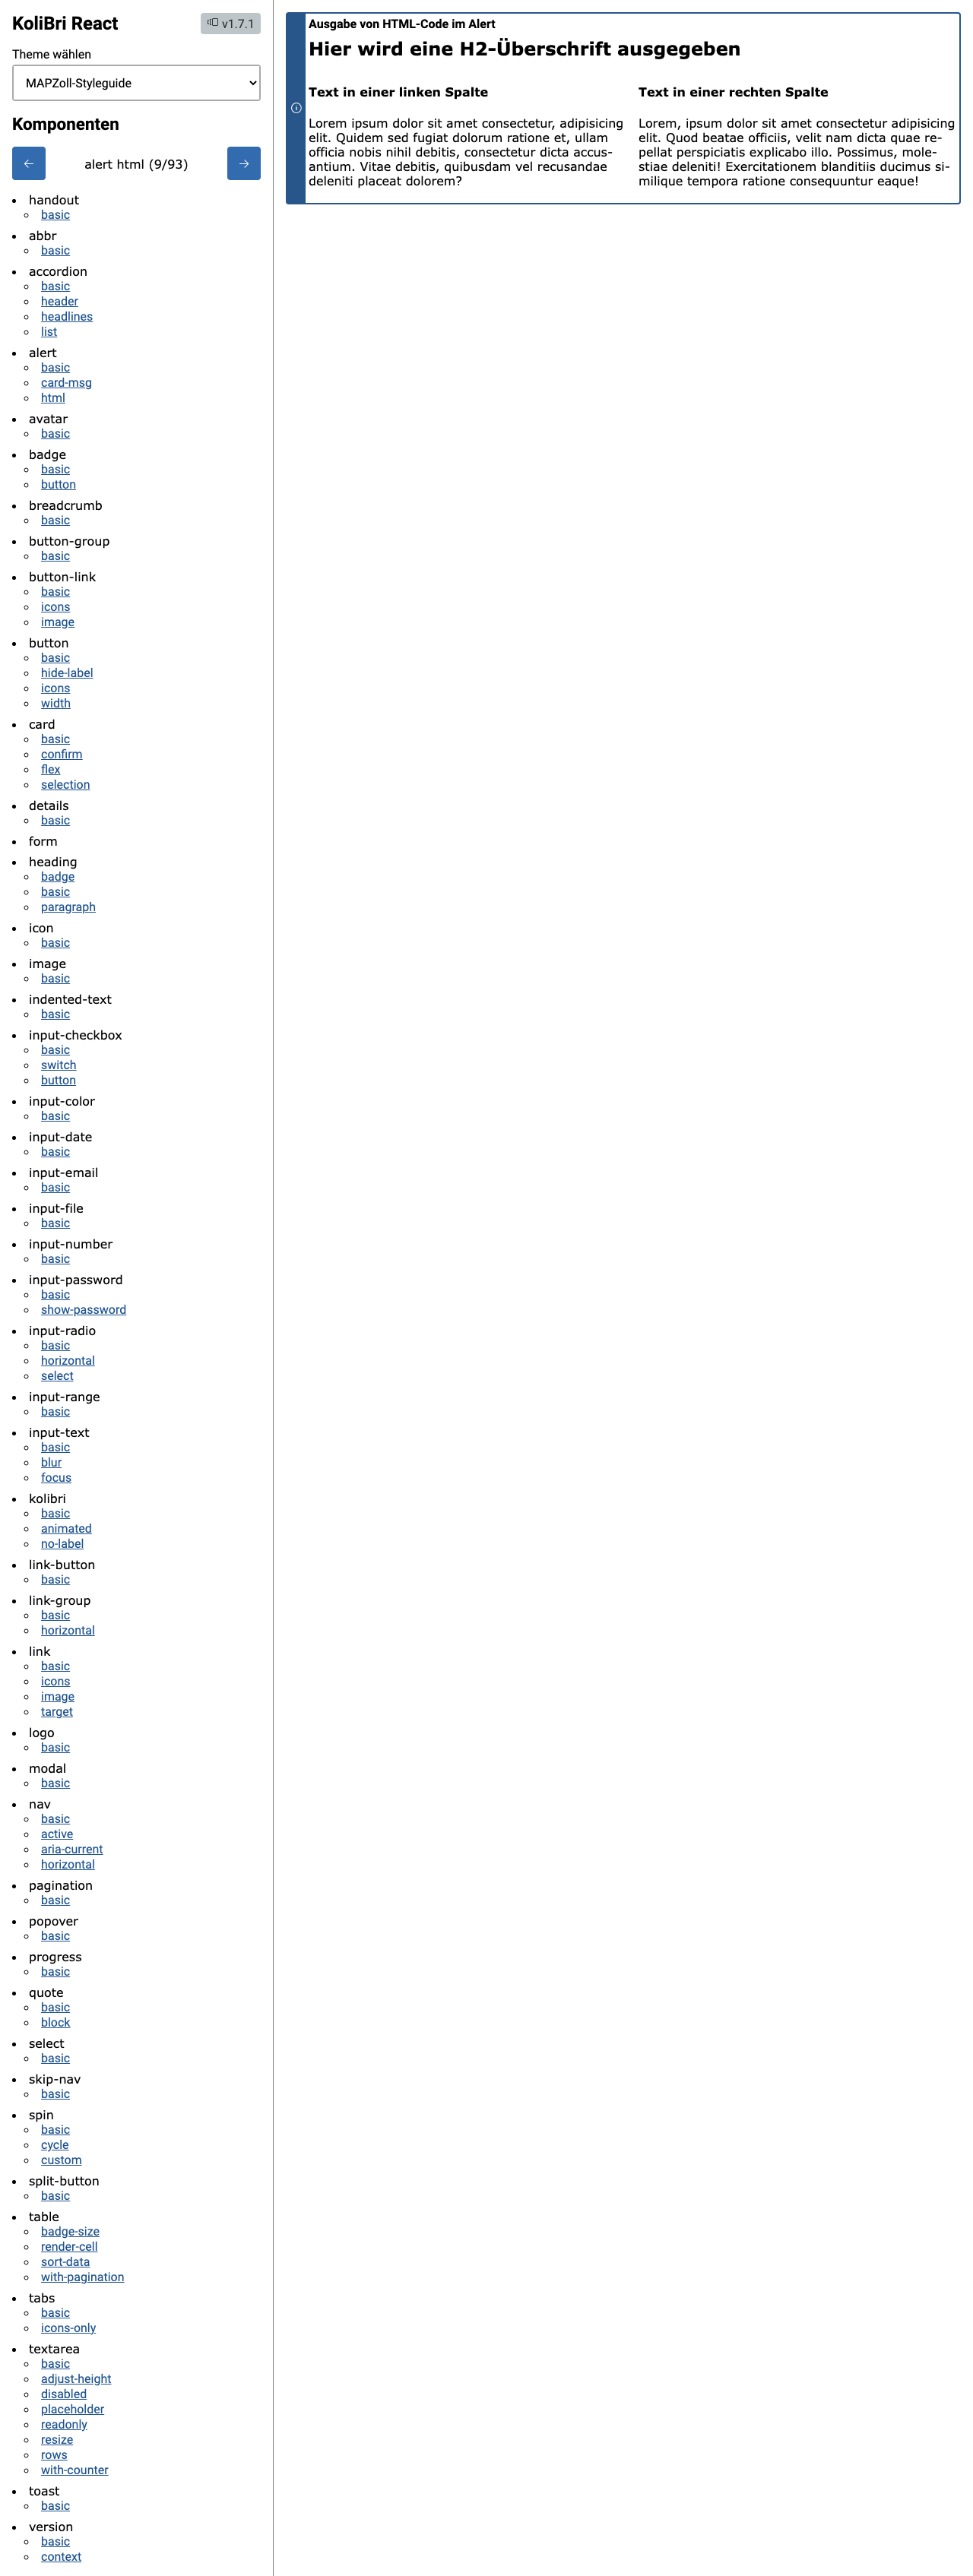 KoliBri React
v1.7.1
Theme wählen
MAPZoll-Styleguide
Komponenten
alert html (9/93)
handout
basic
abbr
basic
accordion
basic
header
headlines
list
alert
basic
card-msg
html
avatar
basic
badge
basic
button
breadcrumb
basic
button-group
basic
button-link
basic
icons
image
button
basic
hide-label
icons
width
card
basic
confirm
flex
selection
details
basic
form
heading
badge
basic
paragraph
icon
basic
image
basic
indented-text
basic
input-checkbox
basic
switch
button
input-color
basic
input-date
basic
input-email
basic
input-file
basic
input-number
basic
input-password
basic
show-password
input-radio
basic
horizontal
select
input-range
basic
input-text
basic
blur
focus
kolibri
basic
animated
no-label
link-button
basic
link-group
basic
horizontal
link
basic
icons
image
target
logo
basic
modal
basic
nav
basic
active
aria-current
horizontal
pagination
basic
popover
basic
progress
basic
quote
basic
block
select
basic
skip-nav
basic
spin
basic
cycle
custom
split-button
basic
table
badge-size
render-cell
sort-data
with-pagination
tabs
basic
icons-only
textarea
basic
adjust-height
disabled
placeholder
readonly
resize
rows
with-counter
toast
basic
version
basic
context
Ausgabe von HTML-Code im Alert
Hier wird eine H2-Überschrift ausgegeben
Text in einer linken Spalte
Lorem ipsum dolor sit amet consectetur, adipisicing
elit. Quidem sed fugiat dolorum ratione et, ullam
officia nobis nihil debitis, consectetur dicta accus-
antium. Vitae debitis, quibusdam vel recusandae
deleniti placeat dolorem?
Text in einer rechten Spalte
Lorem, ipsum dolor sit amet consectetur adipisicing
elit. Quod beatae officiis, velit nam dicta quae re-
pellat perspiciatis explicabo illo. Possimus, mole-
stiae deleniti! Exercitationem blanditiis ducimus si-
milique tempora ratione consequuntur eaque!